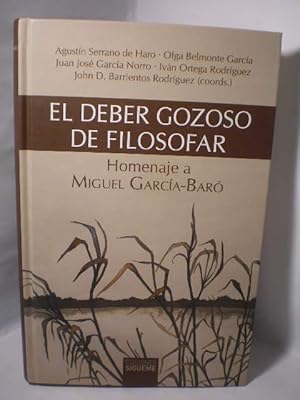 Agustín Serrano de Haro · Olga Belmonte García
Juan José García Norro · Iván Ortega Rodríguez
John D. Barrientos Rodríguez (coords.)
EL DEBER GOZOSO
DE FILOSOFAR
Homenaje a
MIGUEL GARCÍA-BARÓ
EDICIONES
SÍGUEME